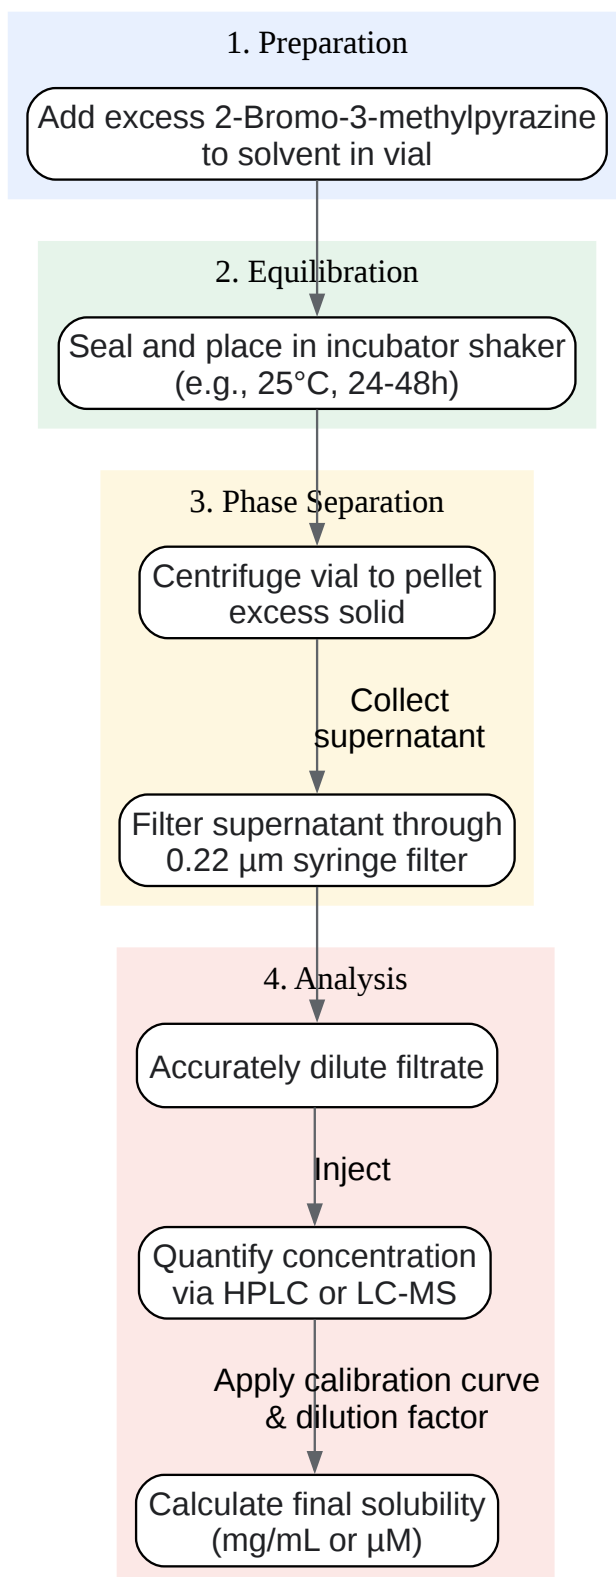 1. Preparation
Add excess 2-Bromo-3-methylpyrazine
to solvent in vial
2. Equilibration
Seal and place in incubator shaker
(e.g., 25°C, 24-48h)
3. Phase Separation
Centrifuge vial to pellet
excess solid
Collect
supernatant
Filter supernatant through
0.22 µm syringe filter
4. Analysis
Accurately dilute filtrate
Inject
Quantify concentration
via HPLC or LC-MS
Apply calibration curve
& dilution factor
Calculate final solubility
(mg/mL or µM)